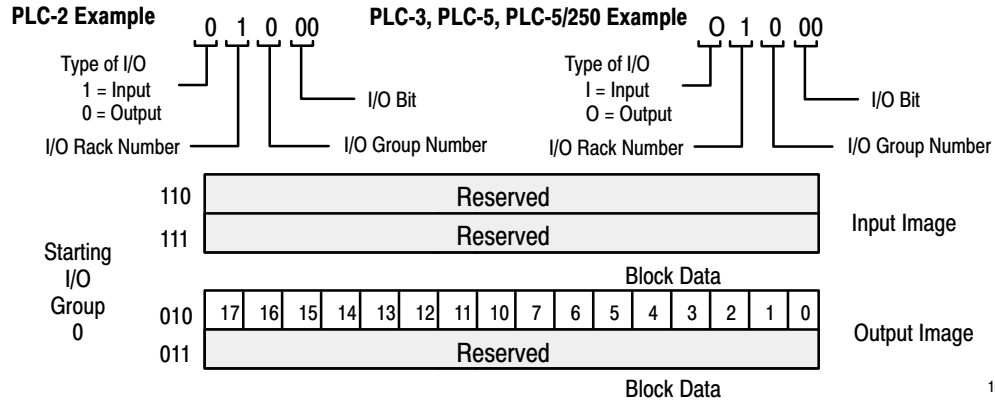 PLC-2 Example
PLC-3, PLC-5, PLC-5/250 Example
0 1 0 00
O 1 0 00
Type of I/O
1 = Input
0 = Output
I/O Bit
Type of I/O
I = Input
O = Output
I/O Bit
I/O Rack Number
I/O Group Number
I/O Rack Number
I/O Group Number
110 Reserved
111 Reserved
Input Image
Block Data
Starting
I/O
Group
0
010 17 16 15 14 13 12 11 10 7 6 5 4 3 2 1 0
011 Reserved
Output Image
Block Data
1